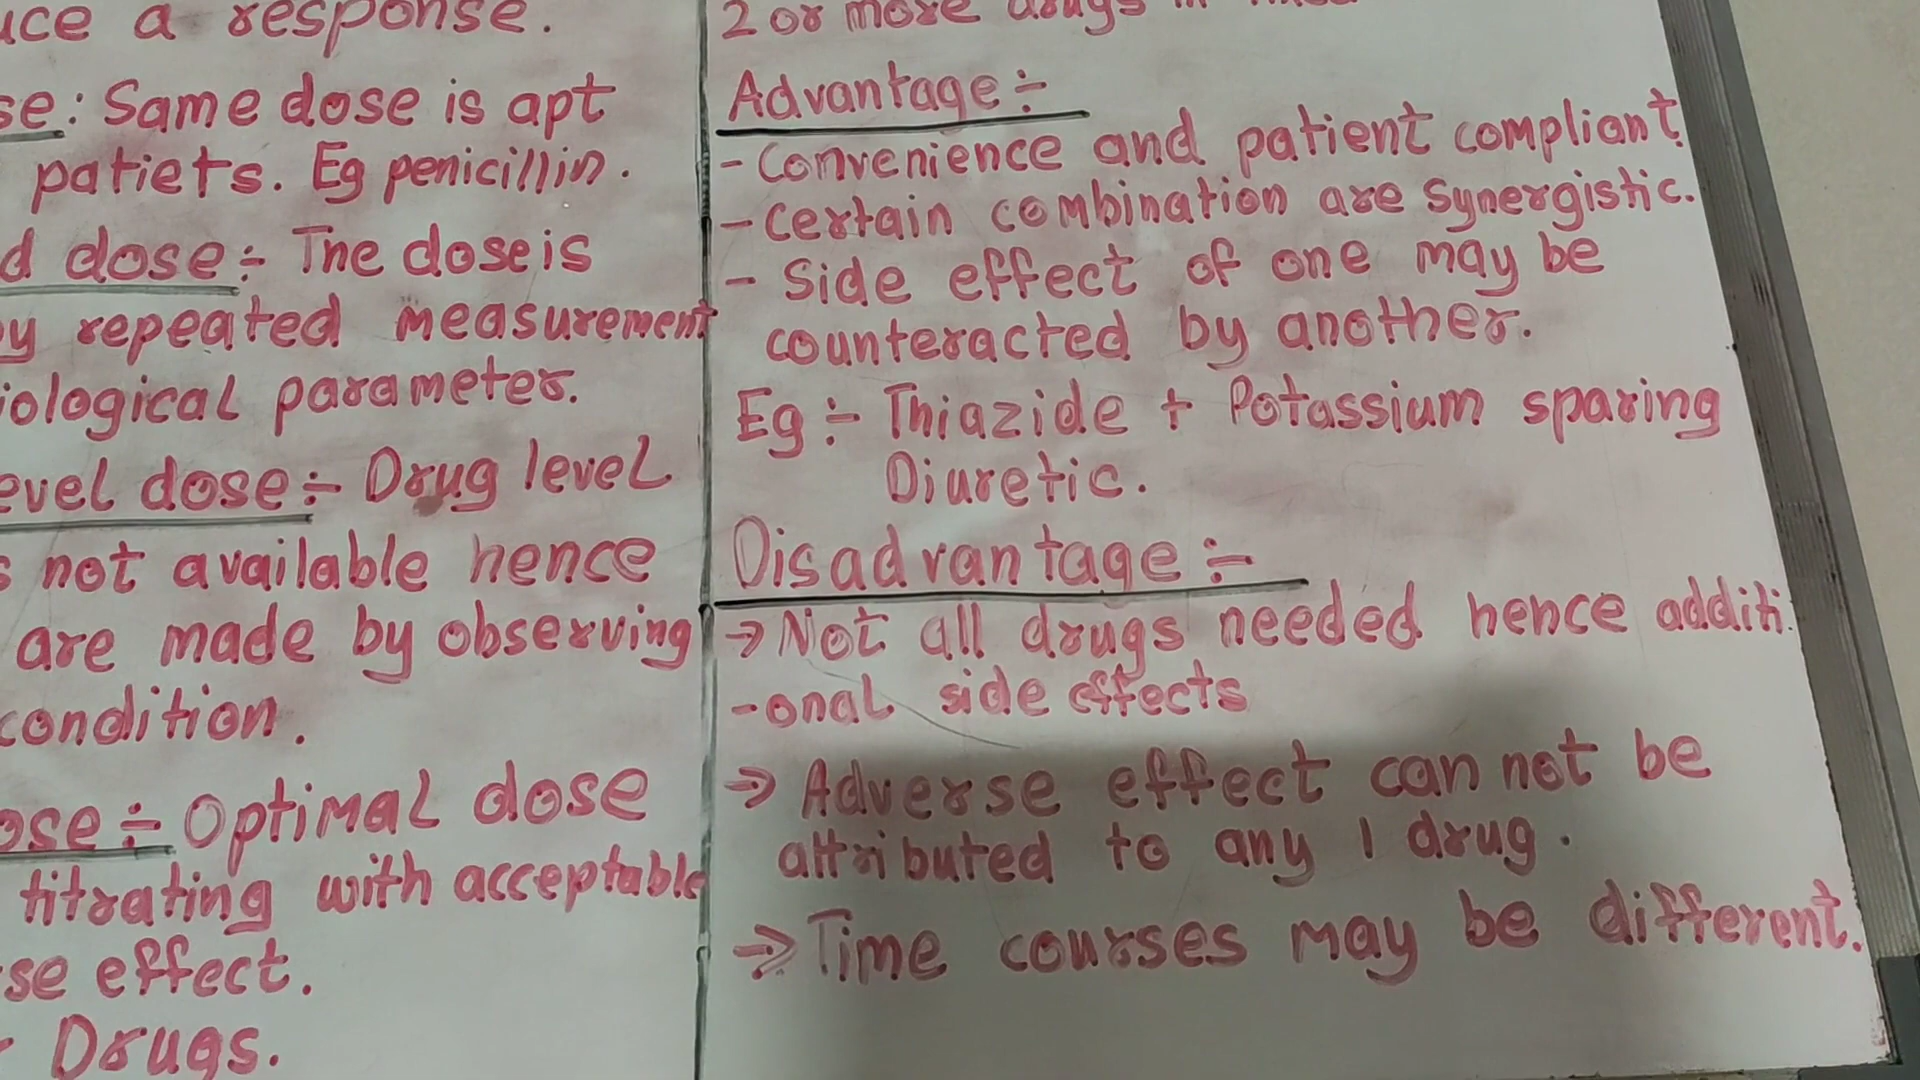 a response.
se: Same dose is apt
patiets. Eg penicillin.
d dose:- Tne dose is
y repeated measurement
iological parameter.
evel dose:- Drug level
s not available hence
are made by observing
condition.
ose:- Optimal dose
titrating with acceptable
se effect.
Drugs.
2 or more drugs in
Advantage:-
- Convenience and patient compliant
- Certain combination are synergistic.
- Side effect of one may be
counteracted by another.
Eg:- Thiazide + Potassium sparing
Diuretic.
Disadvantage:-
→ Not all drugs needed hence additi
-onal side effects
→ Adverse effect can not be
attributed to any 1 drug.
→ Time courses may be different.